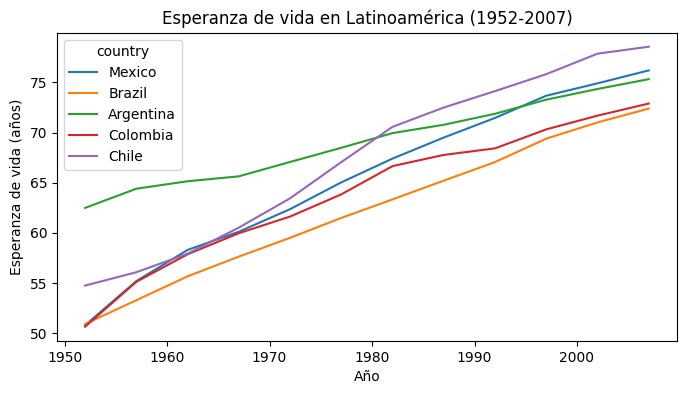 Esperanza de vida en Latinoamérica (1952-2007)
country
Mexico
Brazil
Argentina
Colombia
Chile
Esperanza de vida (años)
75
70
65
60
55
50
1950 1960 1970 1980 1990 2000
Año